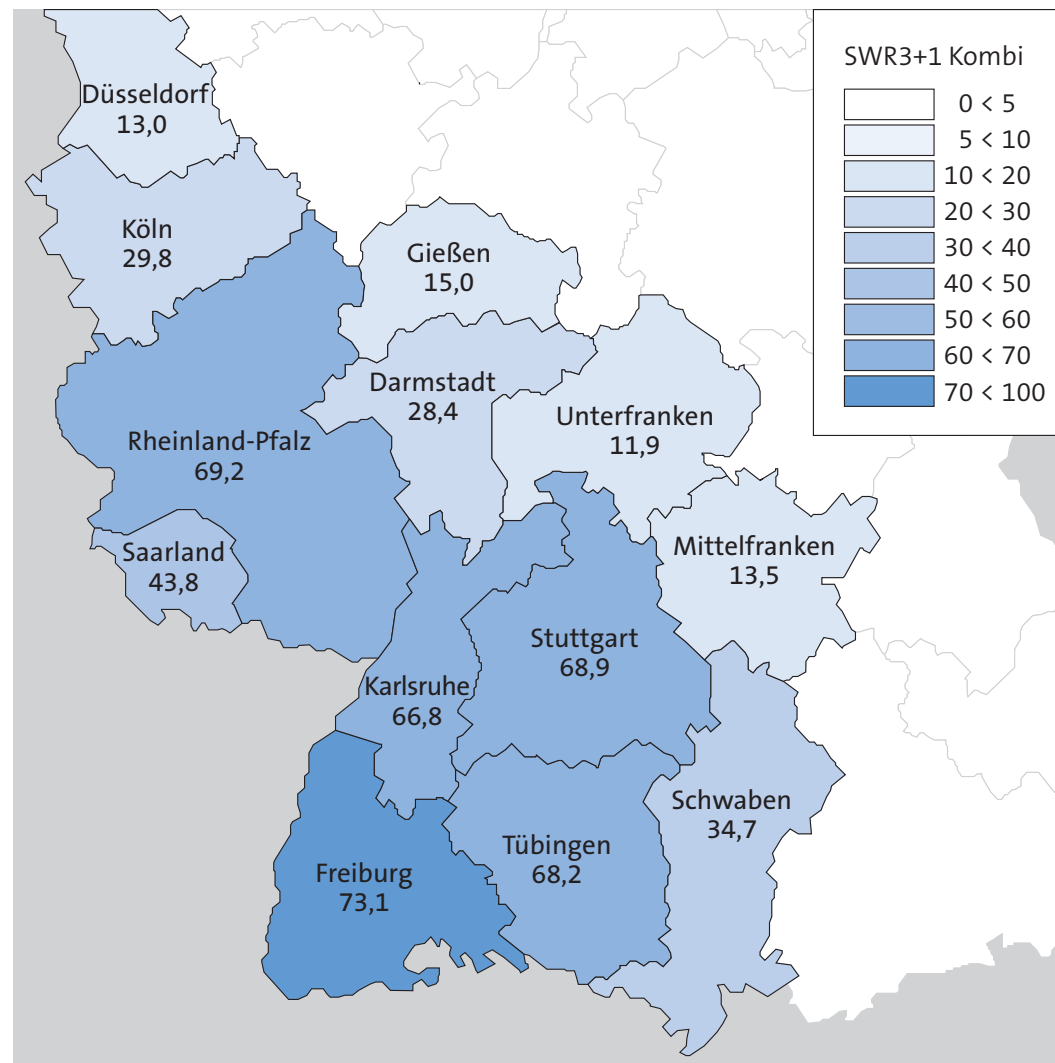 SWR3+1 Kombi
0 < 5
5 < 10
10 < 20
20 < 30
30 < 40
40 < 50
50 < 60
60 < 70
70 < 100
Düsseldorf
13,0
Köln
29,8
Gießen
15,0
Darmstadt
28,4
Unterfranken
11,9
Rheinland-Pfalz
69,2
Saarland
43,8
Mittelfranken
13,5
Stuttgart
68,9
Karlsruhe
66,8
Schwaben
34,7
Tübingen
68,2
Freiburg
73,1